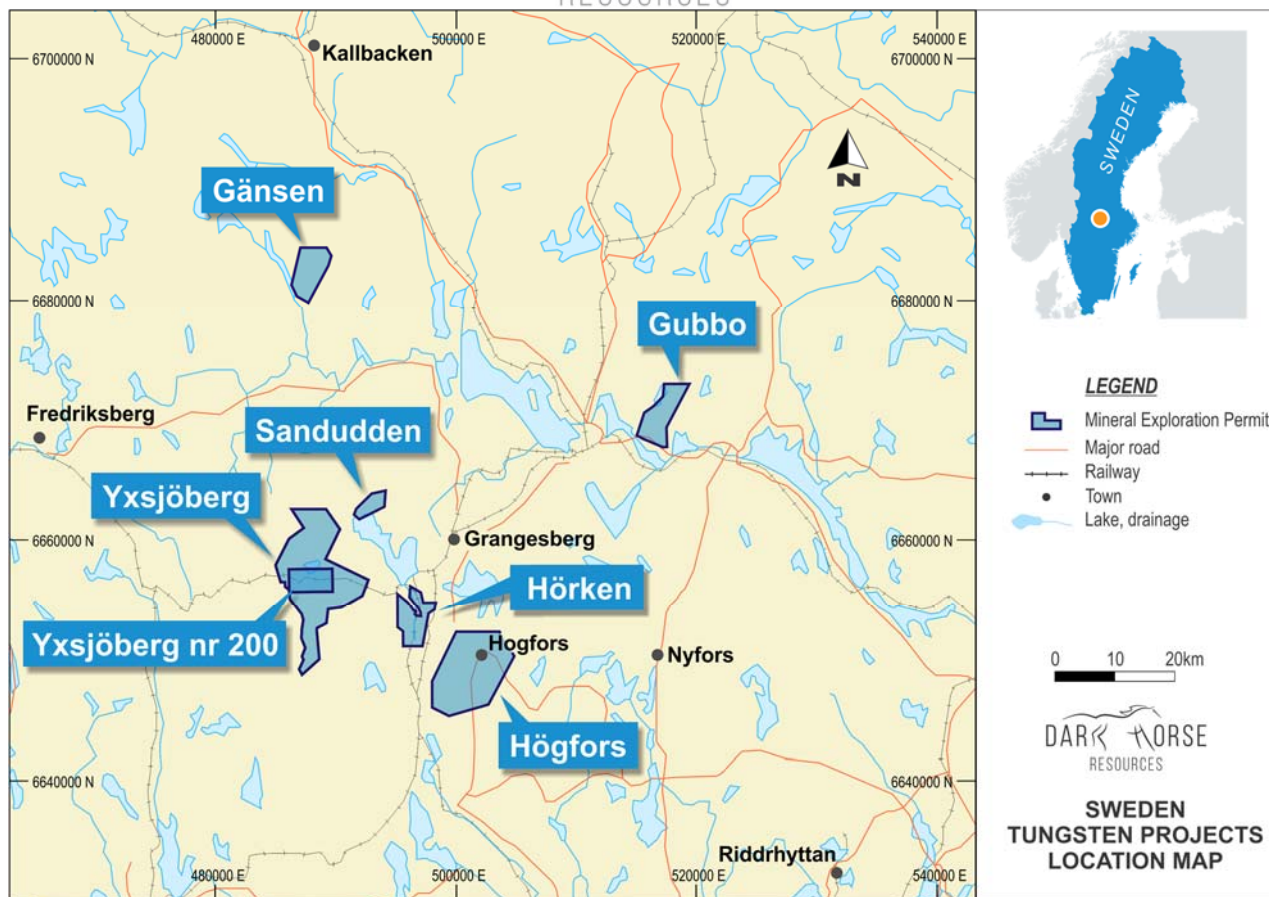 RESOURCES
480000 E
500000 E
520000 E
540000 E
6700000 N
6700000 N
Kallbacken
N
Gänsen
6680000 N
6680000 N
Gubbo
Fredriksberg
Sandudden
Yxsjöberg
6660000 N
6660000 N
Grangesberg
Hörken
Yxsjöberg nr 200
Hogfors
Nyfors
Högfors
6640000 N
6640000 N
Riddrhyttan
480000 E
500000 E
520000 E
540000 E
SWEDEN
LEGEND
Mineral Exploration Permit
Major road
Railway
Town
Lake, drainage
0 10 20km
DARK HORSE
RESOURCES
SWEDEN
TUNGSTEN PROJECTS
LOCATION MAP